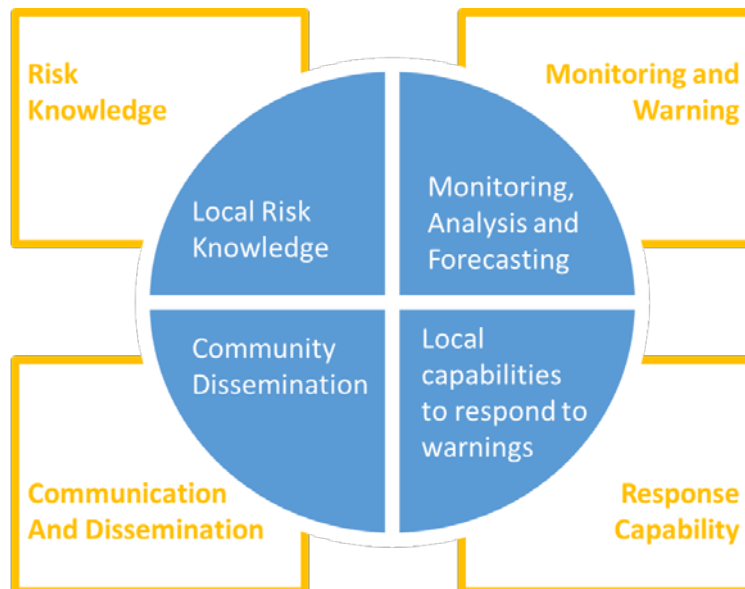 Risk
Knowledge
Monitoring and
Warning
Local Risk
Knowledge
Monitoring,
Analysis and
Forecasting
Community
Dissemination
Local
capabilities
to respond to
warnings
Communication
And Dissemination
Response
Capability